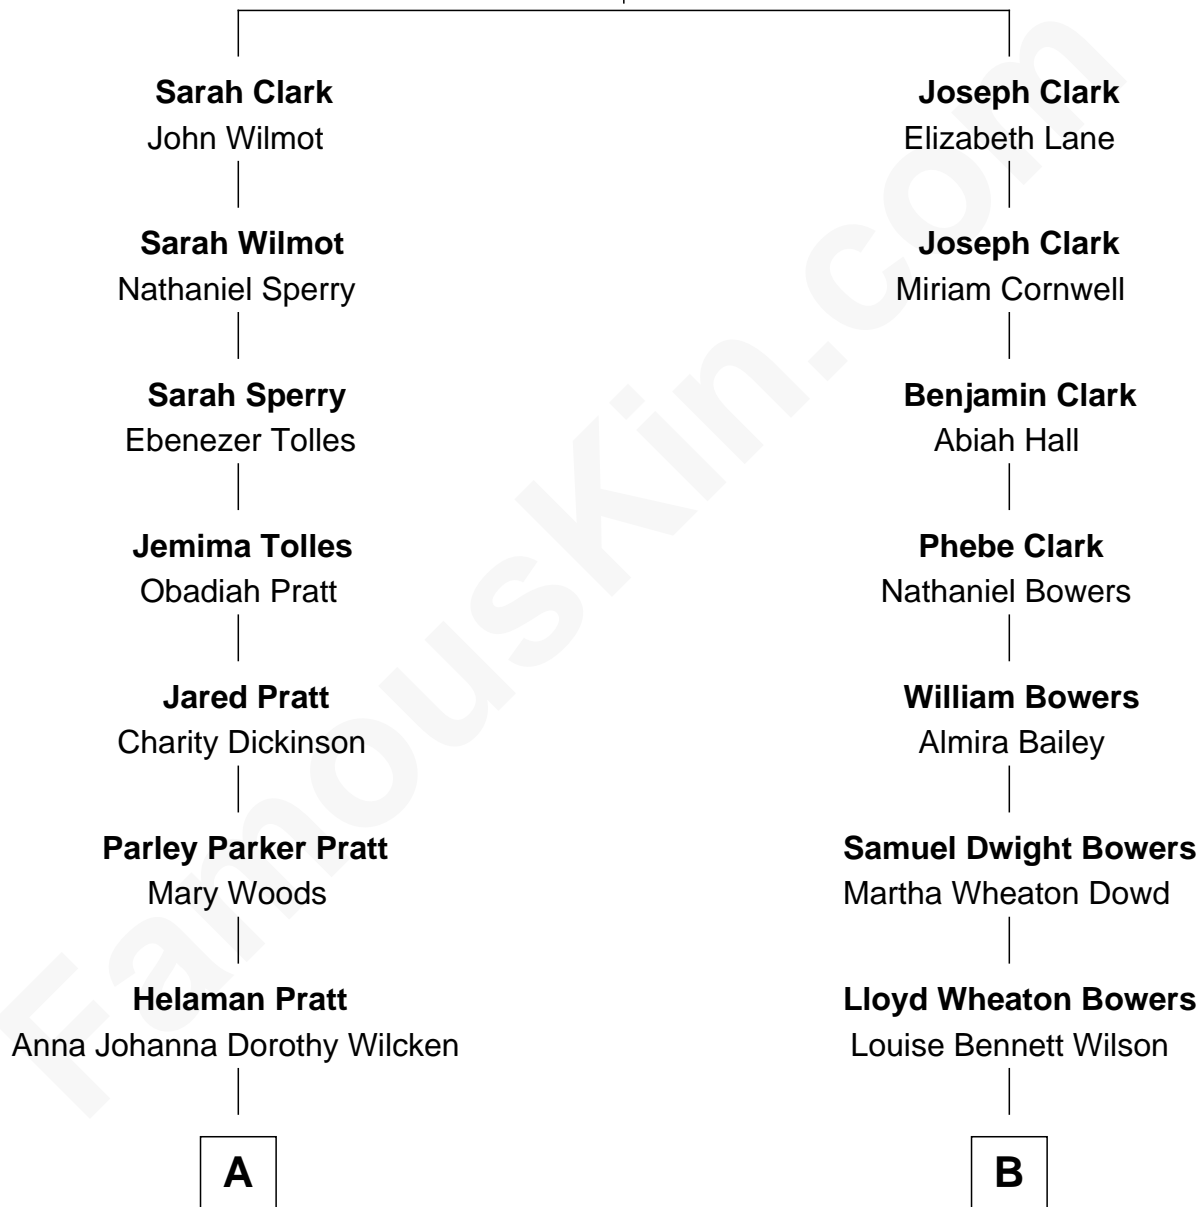 Sarah Clark
John Wilmot
Sarah Wilmot
Nathaniel Sperry
Sarah Sperry
Ebenezer Tolles
Jemima Tolles
Obadiah Pratt
Jared Pratt
Charity Dickinson
Parley Parker Pratt
Mary Woods
Helaman Pratt
Anna Johanna Dorothy Wilcken
A
Joseph Clark
Elizabeth Lane
Joseph Clark
Miriam Cornwell
Benjamin Clark
Abiah Hall
Phebe Clark
Nathaniel Bowers
William Bowers
Almira Bailey
Samuel Dwight Bowers
Martha Wheaton Dowd
Lloyd Wheaton Bowers
Louise Bennett Wilson
B
FamousKin.com